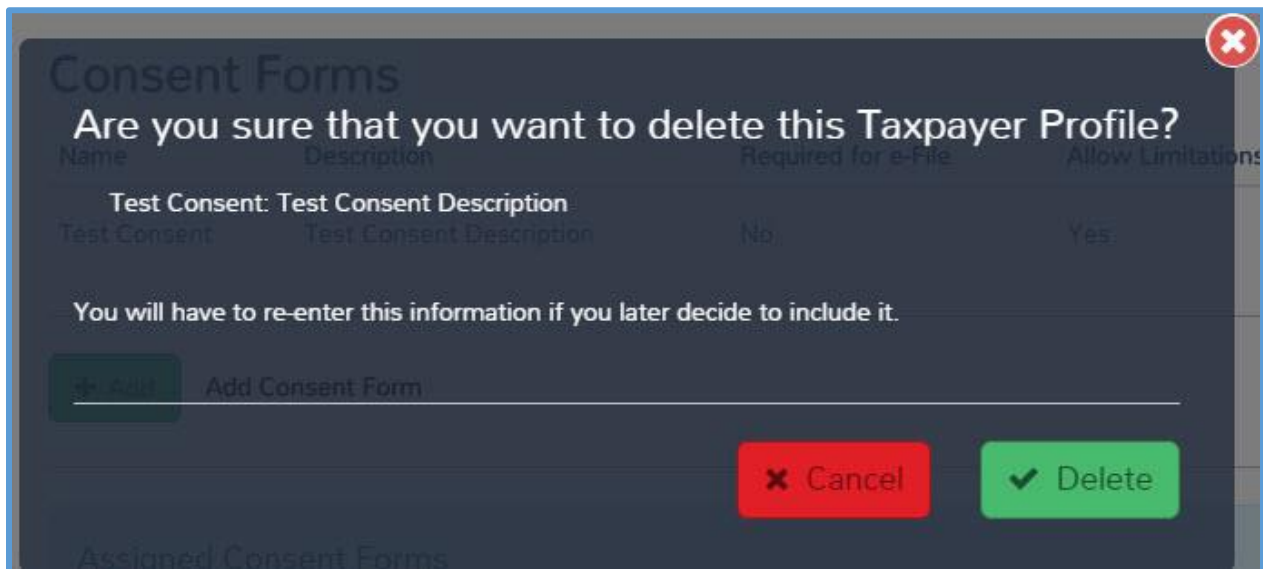 Consent Forms
Are you sure that you want to delete this Taxpayer Profile?
Name Description Required for e-File Allow Limitations
Test Consent: Test Consent Description
Test Consent Test Consent Description No Yes
You will have to re-enter this information if you later decide to include it.
Add Add Consent Form
Cancel Delete
Assigned Consent Forms